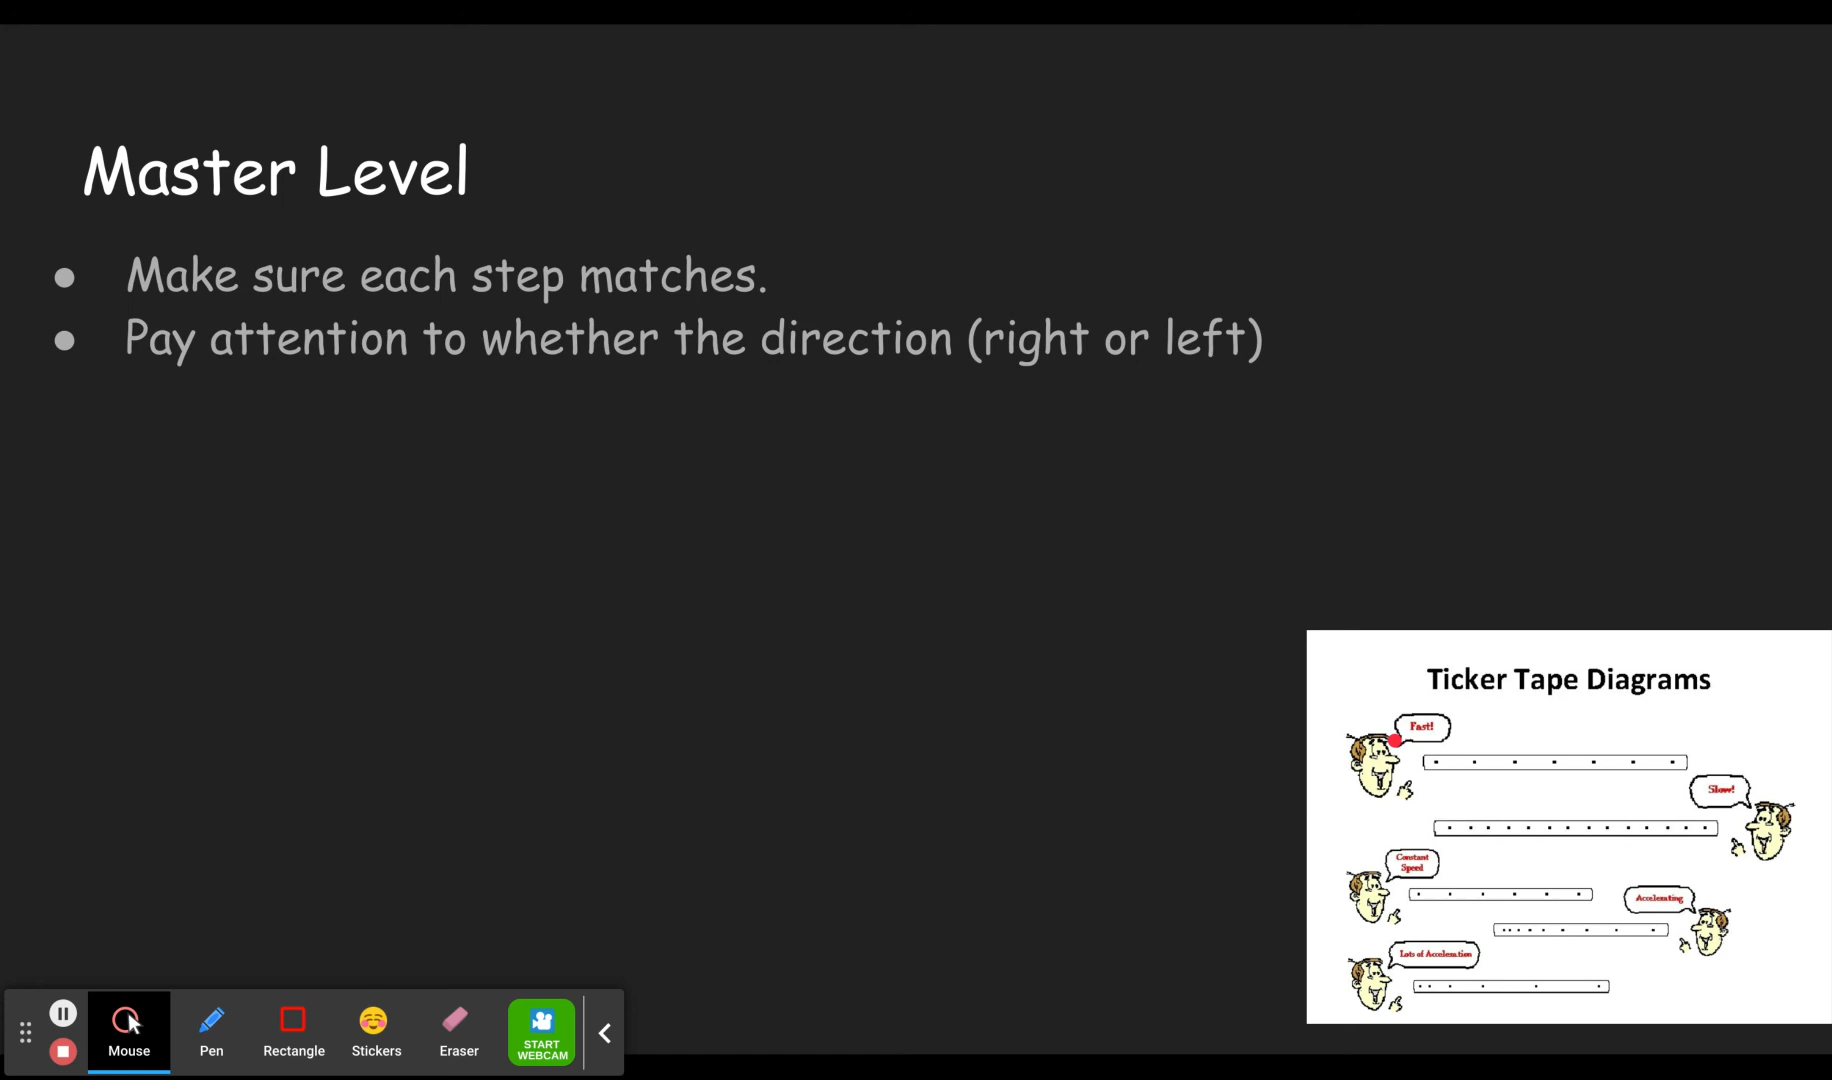 Master Level
● Make sure each step matches.
● Pay attention to whether the direction (right or left)
Ticker Tape Diagrams
Fast!
Slow!
Constant
Speed
Accelerating
Lots of Acceleration
Mouse
Pen
Rectangle
Stickers
Eraser
START
WEBCAM